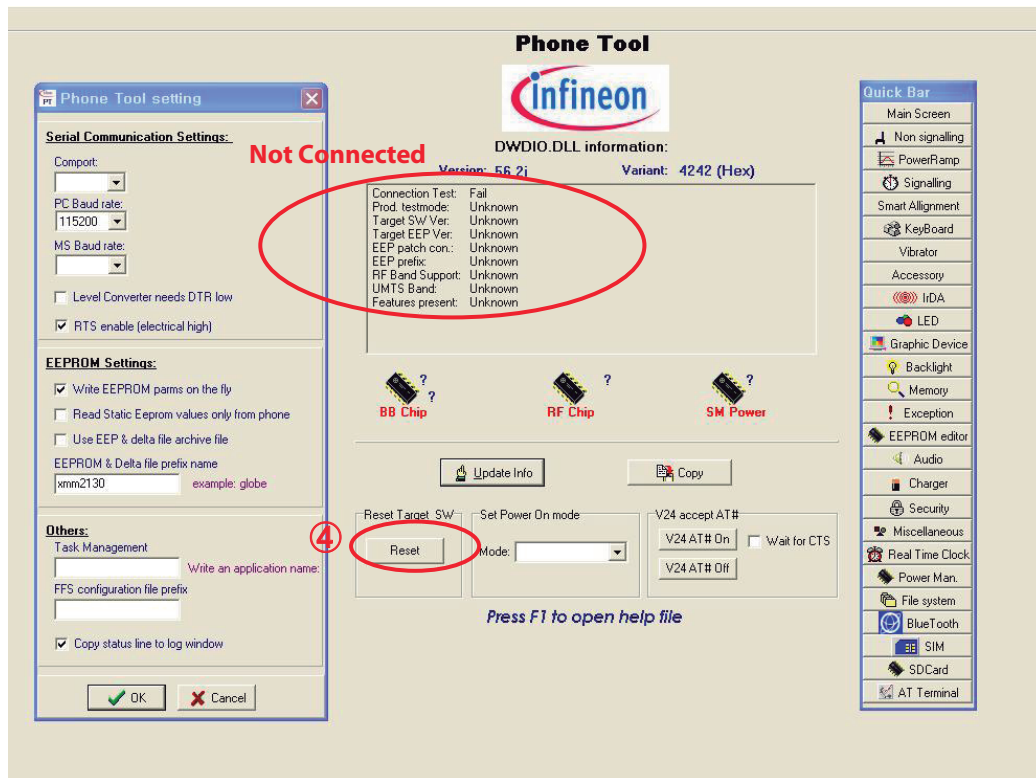 Phone Tool
infineon
DWDIO.DLL information:
Version: 56.2i Variant: 4242 (Hex)
Not Connected
Connection Test: Fail
Prod. testmode: Unknown
Target SW Ver: Unknown
Target EEP Ver: Unknown
EEP patch con.: Unknown
EEP prefix: Unknown
RF Band Support: Unknown
UMTS Band: Unknown
Features present: Unknown
? ? ? ?
BB Chip RF Chip SM Power
Update Info Copy
Reset Target SW
④
Reset
Set Power On mode
Mode:
V24 accept AT#
V24 AT# On
Wait for CTS
V24 AT# Off
Press F1 to open help file
PT Phone Tool setting
Serial Communication Settings:
Comport:
PC Baud rate:
115200
MS Baud rate:
Level Converter needs DTR low
RTS enable (electrical high)
EEPROM Settings:
Write EEPROM parms on the fly
Read Static Eeprom values only from phone
Use EEP & delta file archive file
EEPROM & Delta file prefix name
xmm2130 example: globe
Others:
Task Management
Write an application name:
FFS configuration file prefix
Copy status line to log window
OK Cancel
Quick Bar
Main Screen
Non signalling
PowerRamp
Signalling
Smart Allignment
KeyBoard
Vibrator
Accessory
IrDA
LED
Graphic Device
Backlight
Memory
Exception
EEPROM editor
Audio
Charger
Security
Miscellaneous
Real Time Clock
Power Man.
File system
BlueTooth
SIM
SDCard
AT Terminal